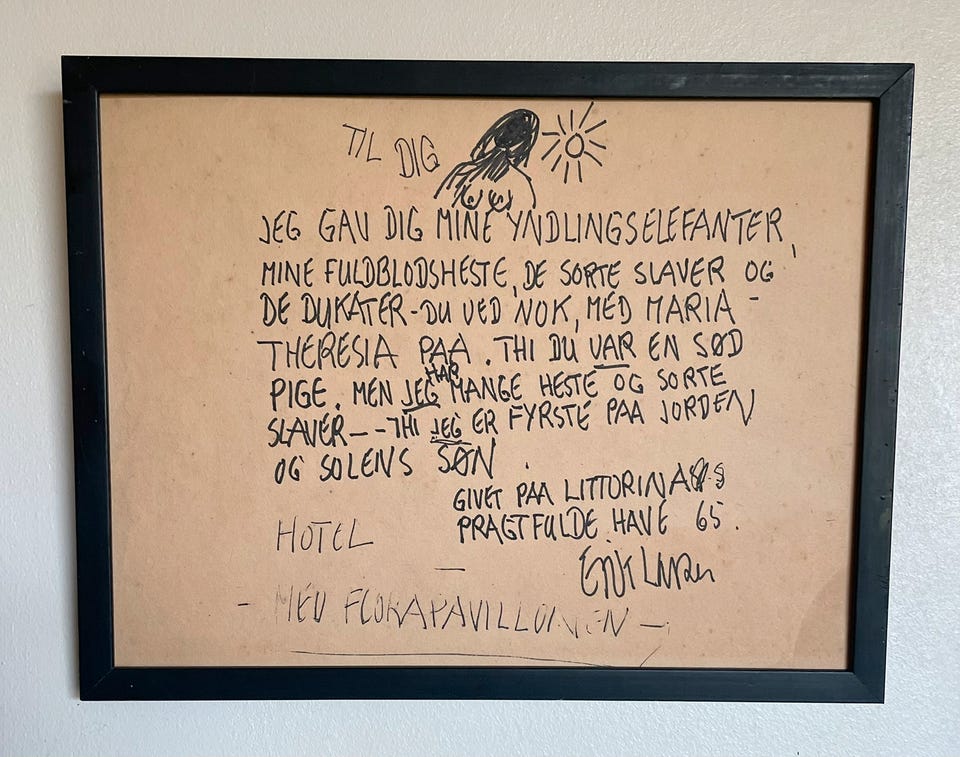 TIL DIG
JEG GAV DIG MINE YNDLINGSELEFANTER,
MINE FULDBLODSHESTE, DE SORTE SLAVER OG
DE DUKATER - DU VED NOK, MED MARIA -
THERESIA PAA. THI DU VAR EN SØD
PIGE. MEN JEG HAR MANGE HESTE OG SORTE
SLAVER - - THI JEG ER FYRSTE PAA JORDEN
OG SOLENS SØN.
GIVET PAA LITTORINAS
PRAGTFULDE HAVE 65.
HOTEL
- MED FLORAPAVILLONEN -